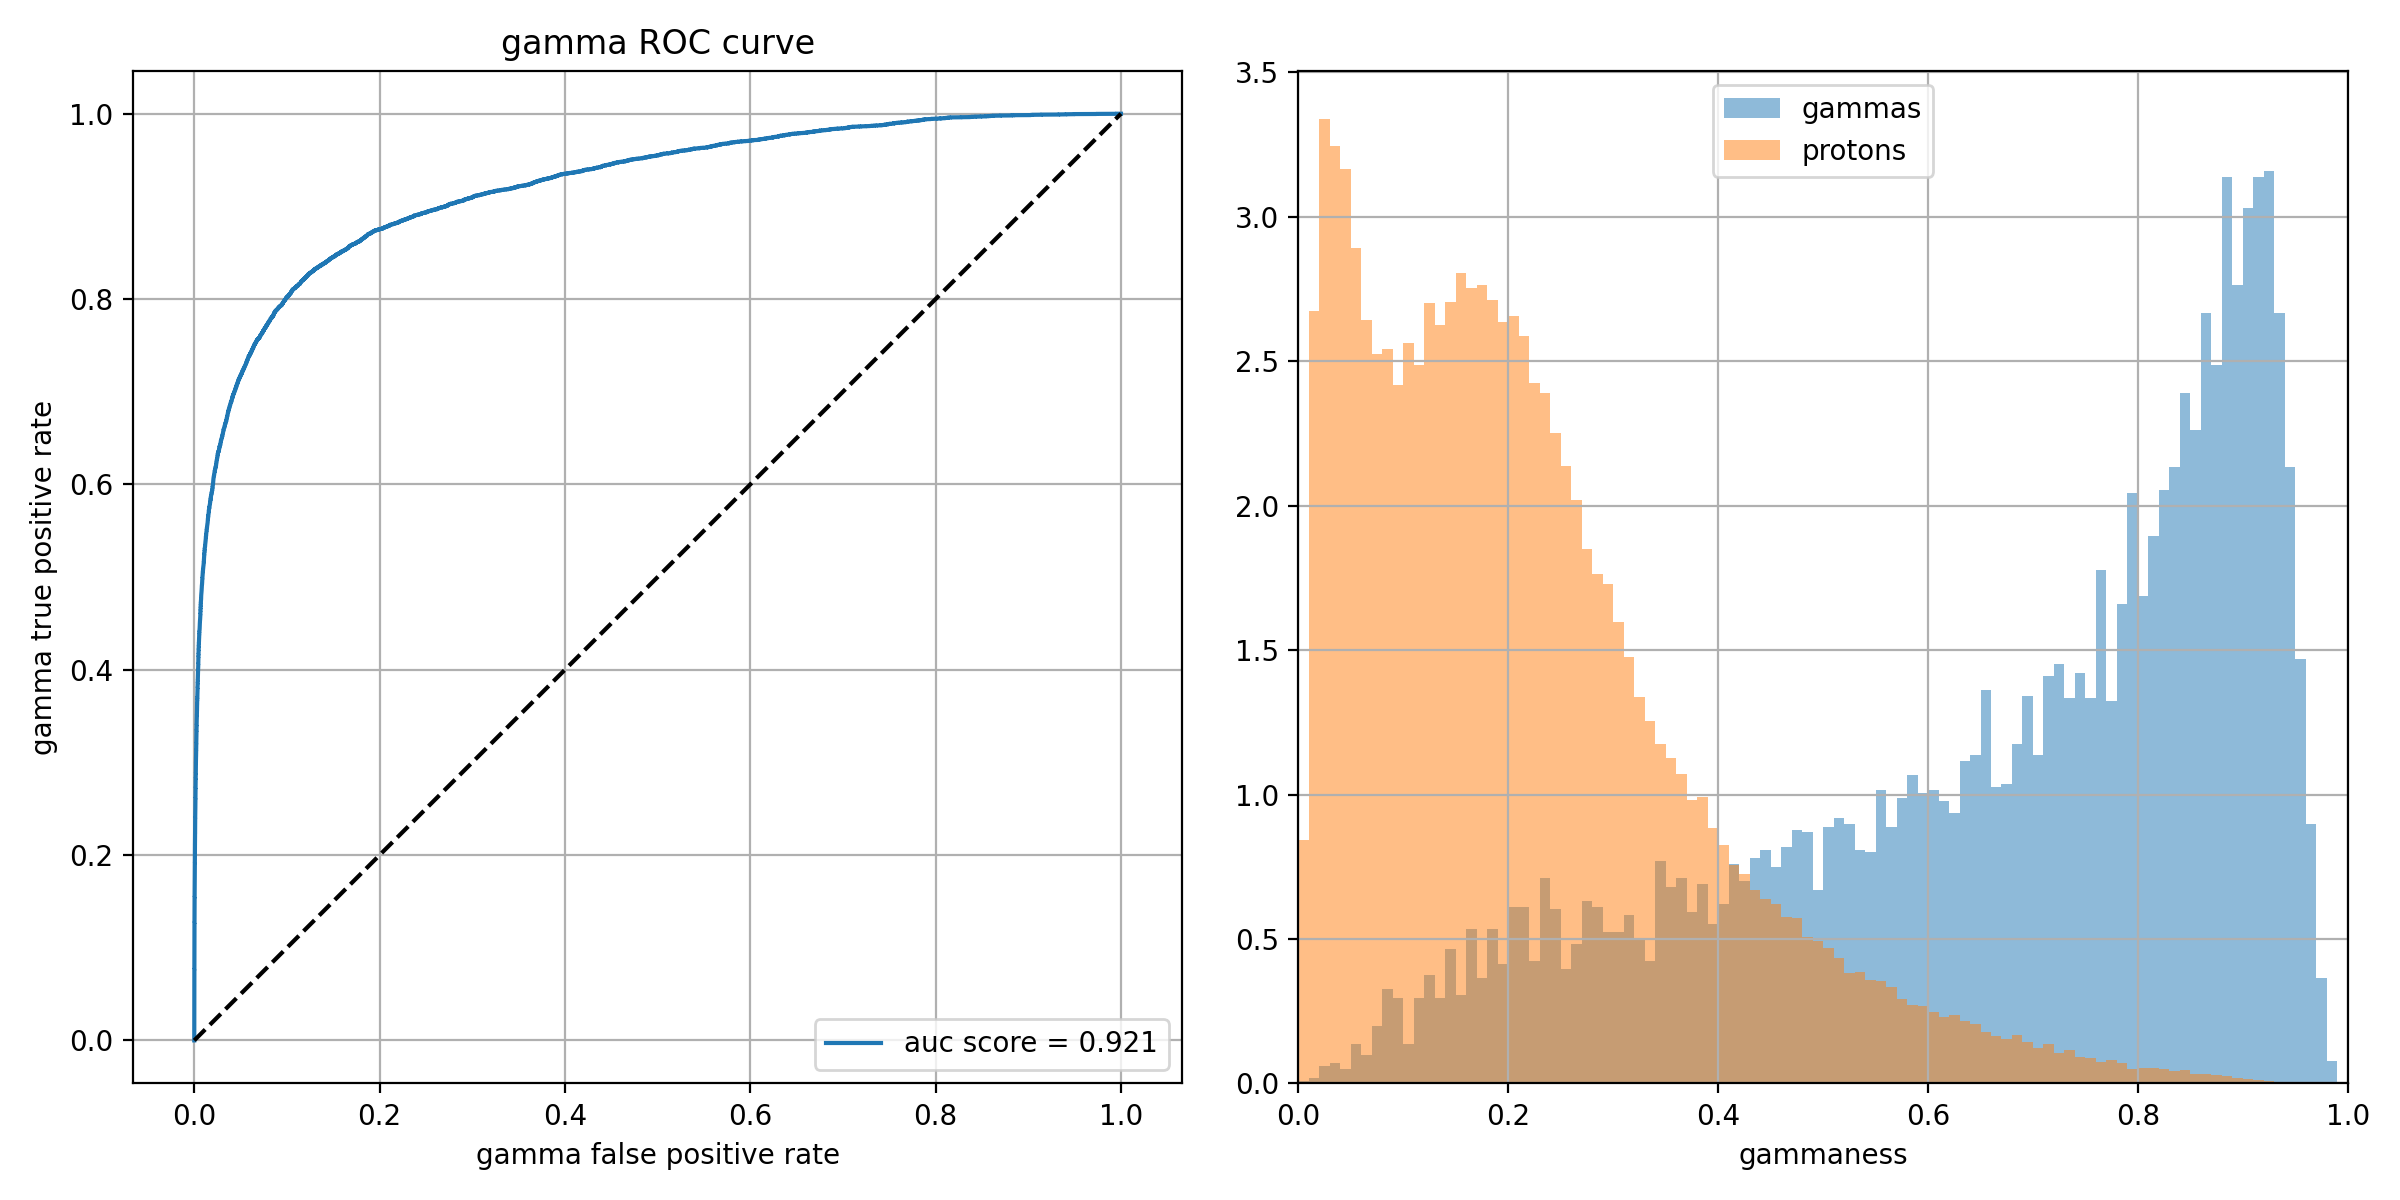 gamma ROC curve
gamma true positive rate
1.0
0.8
0.6
0.4
0.2
0.0
auc score = 0.921
0.0 0.2 0.4 0.6 0.8 1.0
gamma false positive rate
3.5
3.0
2.5
2.0
1.5
1.0
0.5
0.0
gammas
protons
0.0 0.2 0.4 0.6 0.8 1.0
gammaness